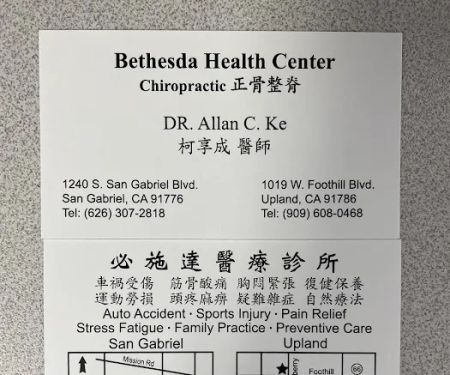 Bethesda Health Center
Chiropractic 正骨整脊
DR. Allan C. Ke
柯享成 醫師
1240 S. San Gabriel Blvd.
San Gabriel, CA 91776
Tel: (626) 307-2818
1019 W. Foothill Blvd.
Upland, CA 91786
Tel: (909) 608-0468
必施達醫療診所
車禍受傷 筋骨酸痛 胸悶緊張 復健保養
運動勞損 頭疼麻痹 疑難雜症 自然療法
Auto Accident · Sports Injury · Pain Relief
Stress Fatigue · Family Practice · Preventive Care
San Gabriel
Upland
Mission Rd
Foothill
66